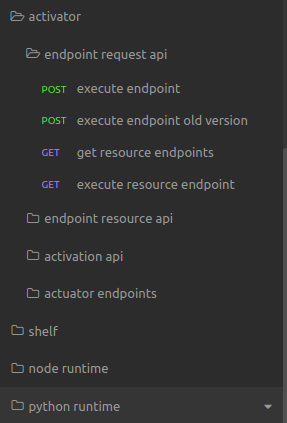 activator
endpoint request api
POST execute endpoint
POST execute endpoint old version
GET get resource endpoints
GET execute resource endpoint
endpoint resource api
activation api
actuator endpoints
shelf
node runtime
python runtime